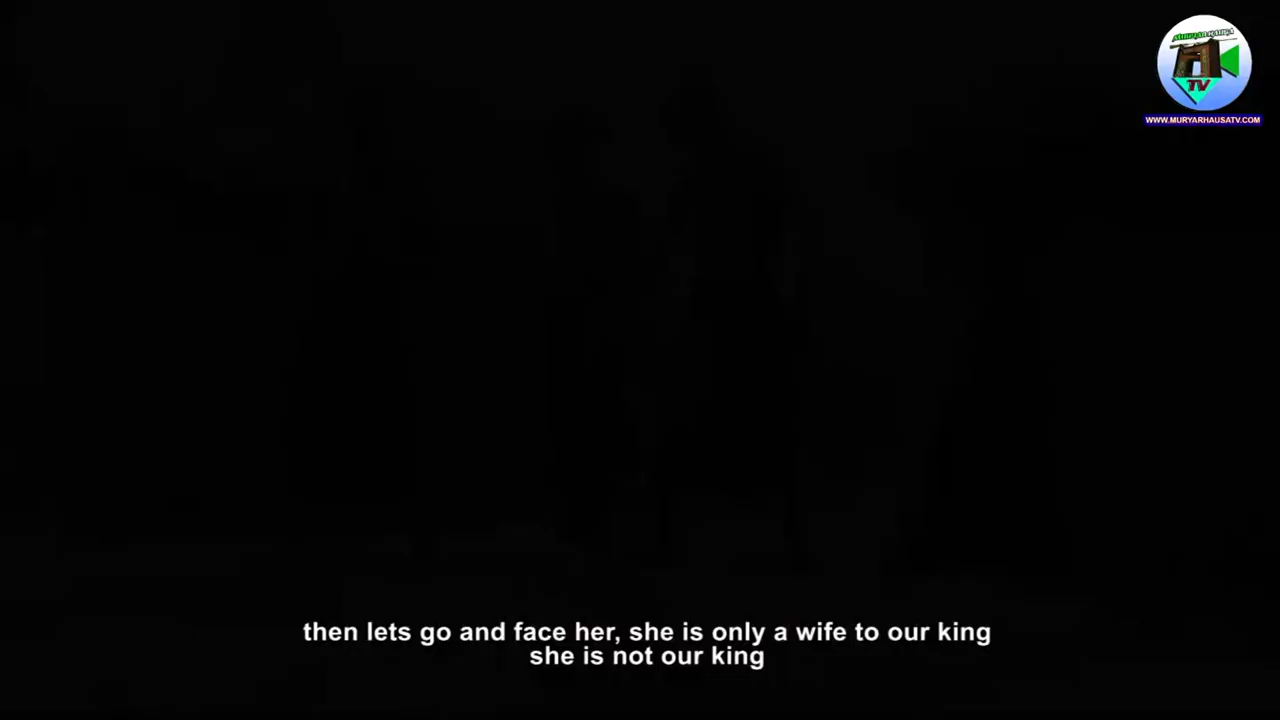 TV
WWW.MURYARHAUSATV.COM
then lets go and face her, she is only a wife to our king
she is not our king